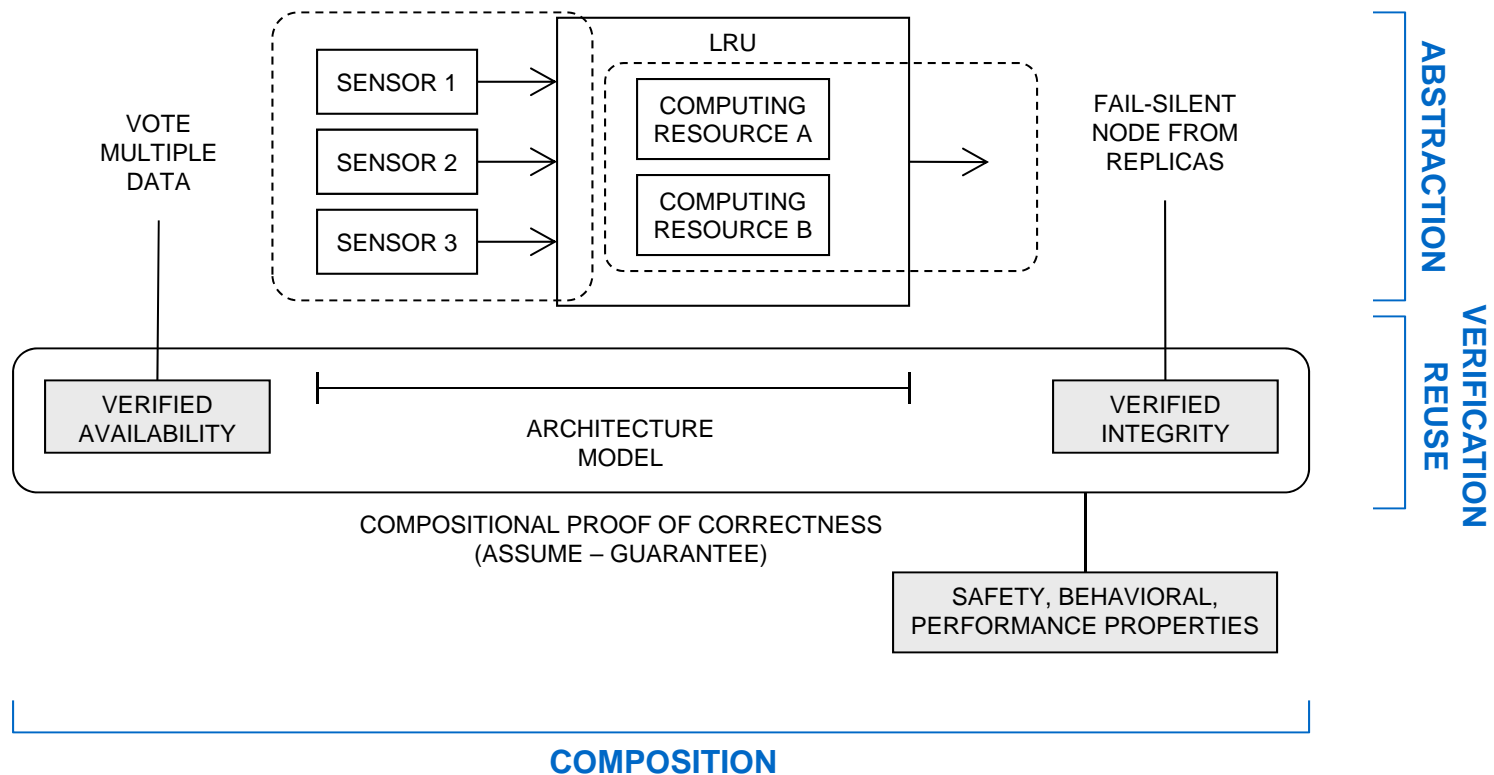 LRU
SENSOR 1
SENSOR 2
SENSOR 3
COMPUTING
RESOURCE A
COMPUTING
RESOURCE B
VOTE
MULTIPLE
DATA
FAIL-SILENT
NODE FROM
REPLICAS
ABSTRACTION
VERIFIED
AVAILABILITY
ARCHITECTURE
MODEL
VERIFIED
INTEGRITY
VERIFICATION
REUSE
COMPOSITIONAL PROOF OF CORRECTNESS
(ASSUME – GUARANTEE)
SAFETY, BEHAVIORAL,
PERFORMANCE PROPERTIES
COMPOSITION